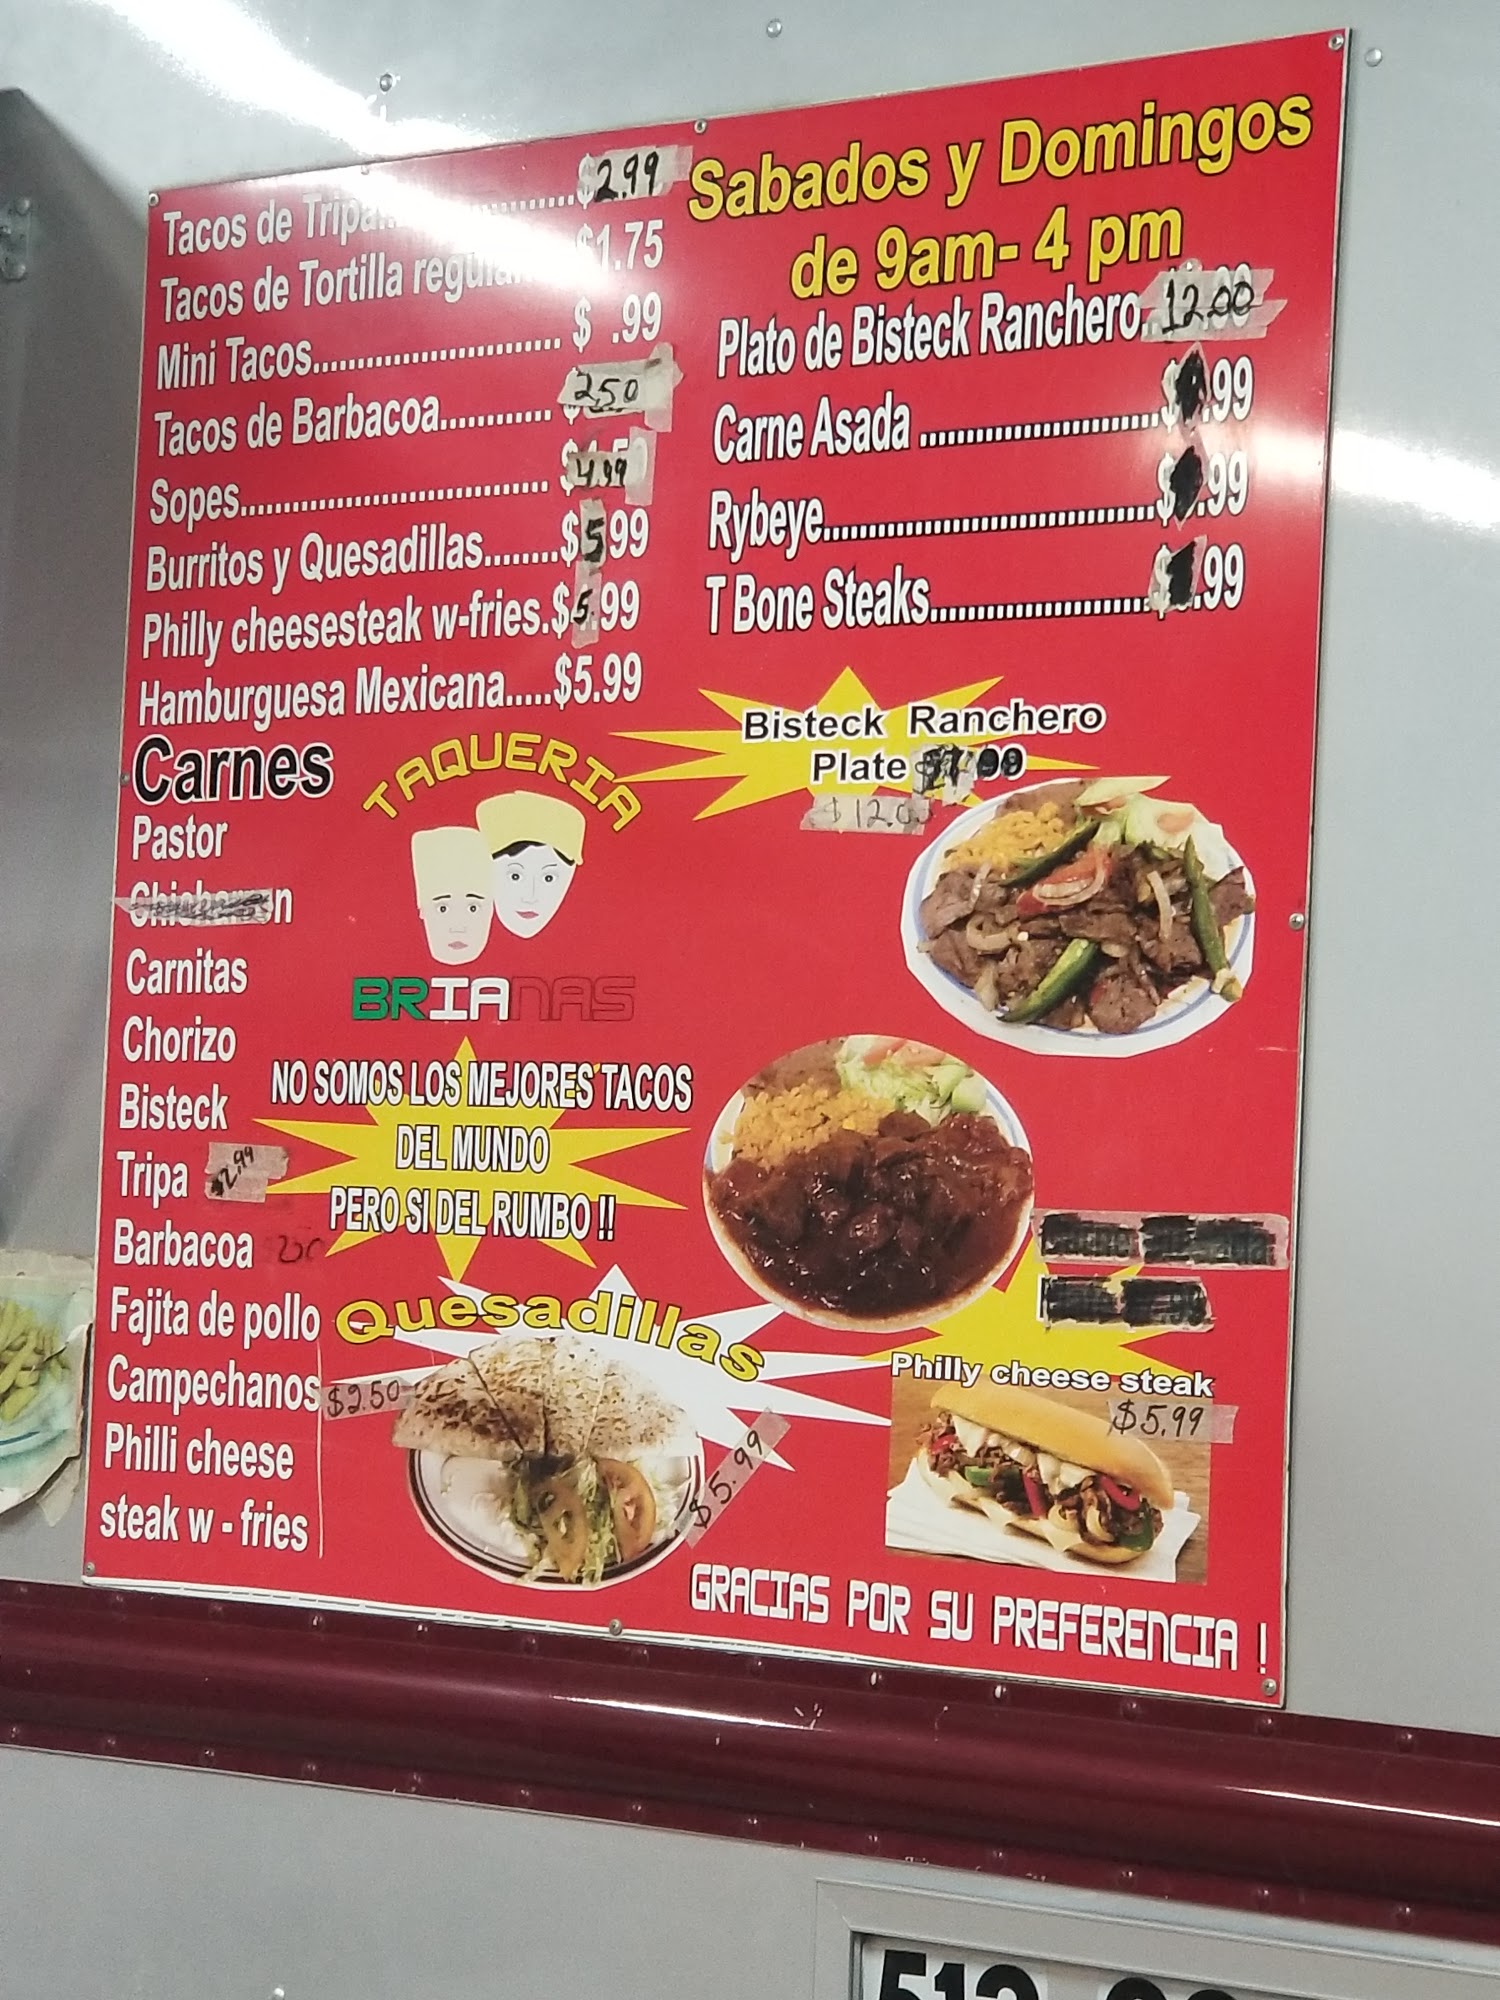 Tacos de Tripa.....................$2.99
Tacos de Tortilla regular $1.75
Mini Tacos............................. $ .99
Tacos de Barbacoa............. $ 2.50
Sopes.................................... $4.99
Burritos y Quesadillas........$5.99
Philly cheesesteak w-fries.$5.99
Hamburguesa Mexicana.....$5.99
Carnes
Pastor
Carnitas
Chorizo
Bisteck
Tripa $2.99
Barbacoa
Fajita de pollo
Campechanos $2.50
Philli cheese
steak w - fries
TAQUERIA
BRIANAS
NO SOMOS LOS MEJORES TACOS
DEL MUNDO
PERO SI DEL RUMBO !!
Quesadillas
$5.99
Sabados y Domingos
de 9am- 4 pm
Plato de Bisteck Ranchero..12.00
Carne Asada ............................$ .99
Rybeye.......................................$ .99
T Bone Steaks..........................$ .99
Bisteck Ranchero
Plate
$12.00
Philly cheese steak
$5.99
GRACIAS POR SU PREFERENCIA !
512